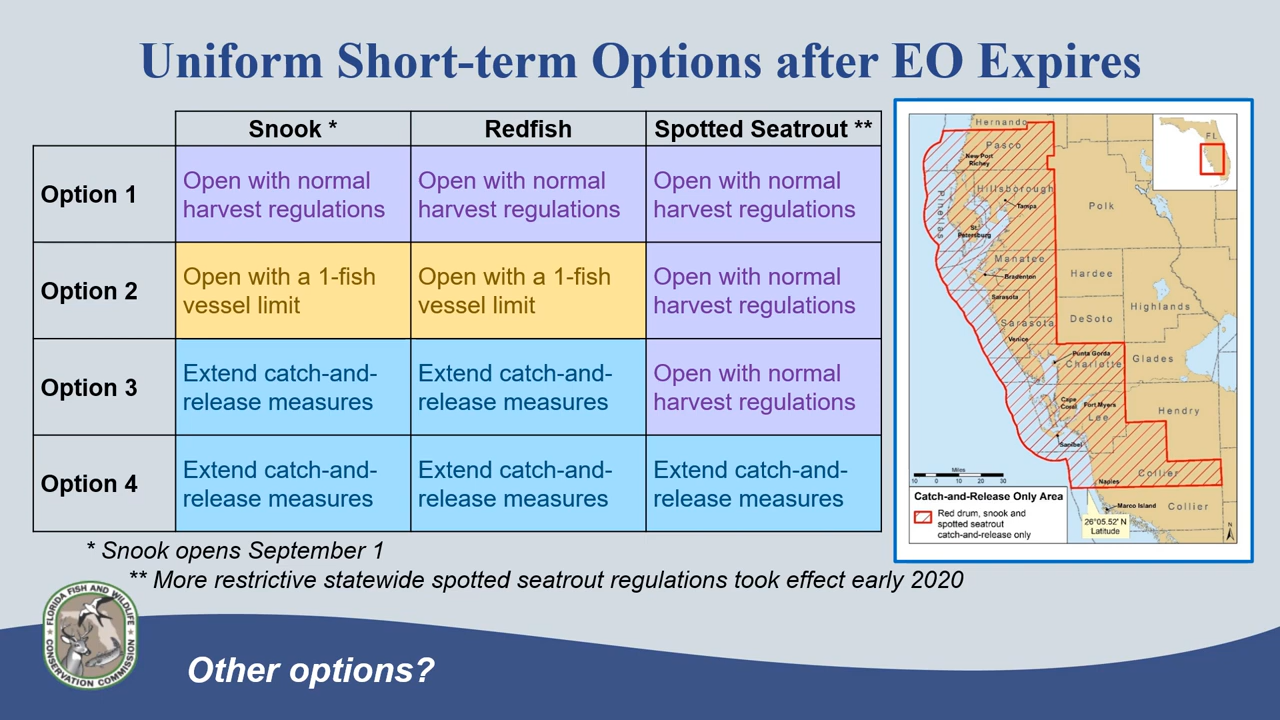 Uniform Short-term Options after EO Expires
Snook * Redfish Spotted Seatrout **
Option 1
Open with normal
harvest regulations
Open with normal
harvest regulations
Open with normal
harvest regulations
Option 2
Open with a 1-fish
vessel limit
Open with a 1-fish
vessel limit
Open with normal
harvest regulations
Option 3
Extend catch-and-
release measures
Extend catch-and-
release measures
Open with normal
harvest regulations
Option 4
Extend catch-and-
release measures
Extend catch-and-
release measures
Extend catch-and-
release measures
* Snook opens September 1
** More restrictive statewide spotted seatrout regulations took effect early 2020
Hernando
Pasco
New Port
Richey
FL
Pinellas
Hillsborough
Tampa
Polk
St.
Petersburg
Manatee
Bradenton
Hardee
Sarasota
Highlands
Sarasota
DeSoto
Venice
Punta Gorda
Charlotte
Glades
Cape
Coral
Fort Myers
Lee
Hendry
Sanibel
Collier
Naples
Miles
10 0 10 20 30
Catch-and-Release Only Area
Red drum, snook and
spotted seatrout
catch-and-release only
Marco Island
Collier
26°05.52' N
Latitude
N
FLORIDA FISH AND WILDLIFE
CONSERVATION COMMISSION
Other options?